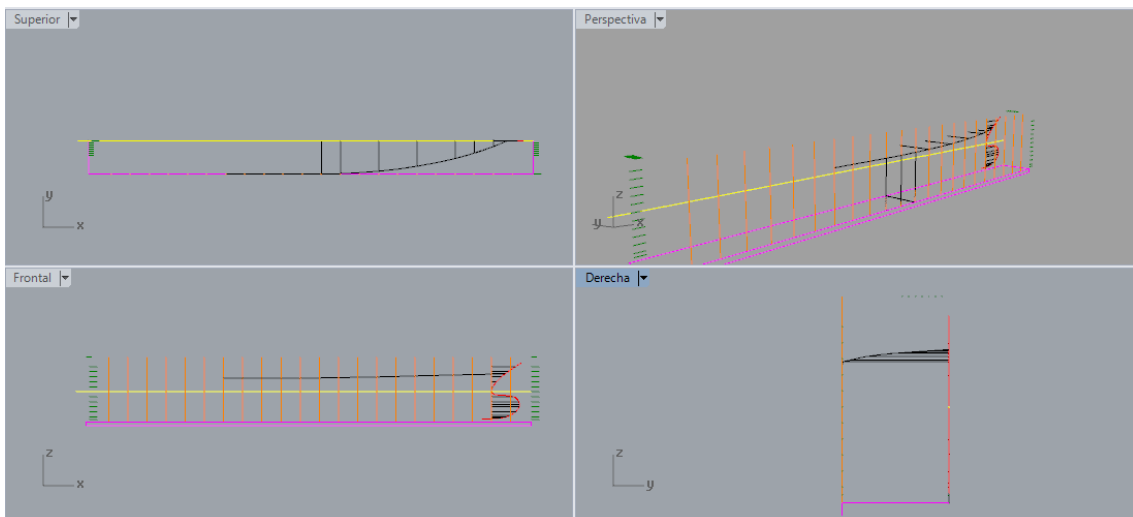 Superior
Perspectiva
y
x
z
y
x
Frontal
Derecha
z
x
z
y